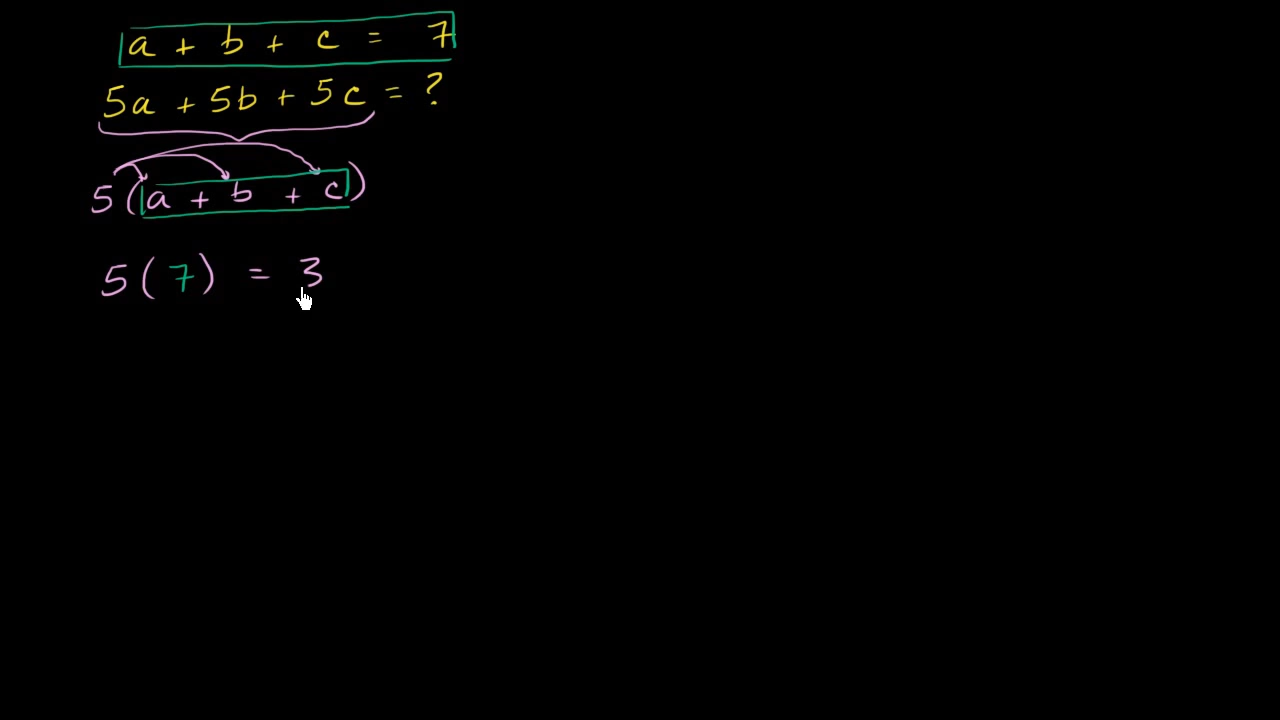 a + b + c = 7
5a + 5b + 5c = ?
5(a + b + c)
5(7) = 3